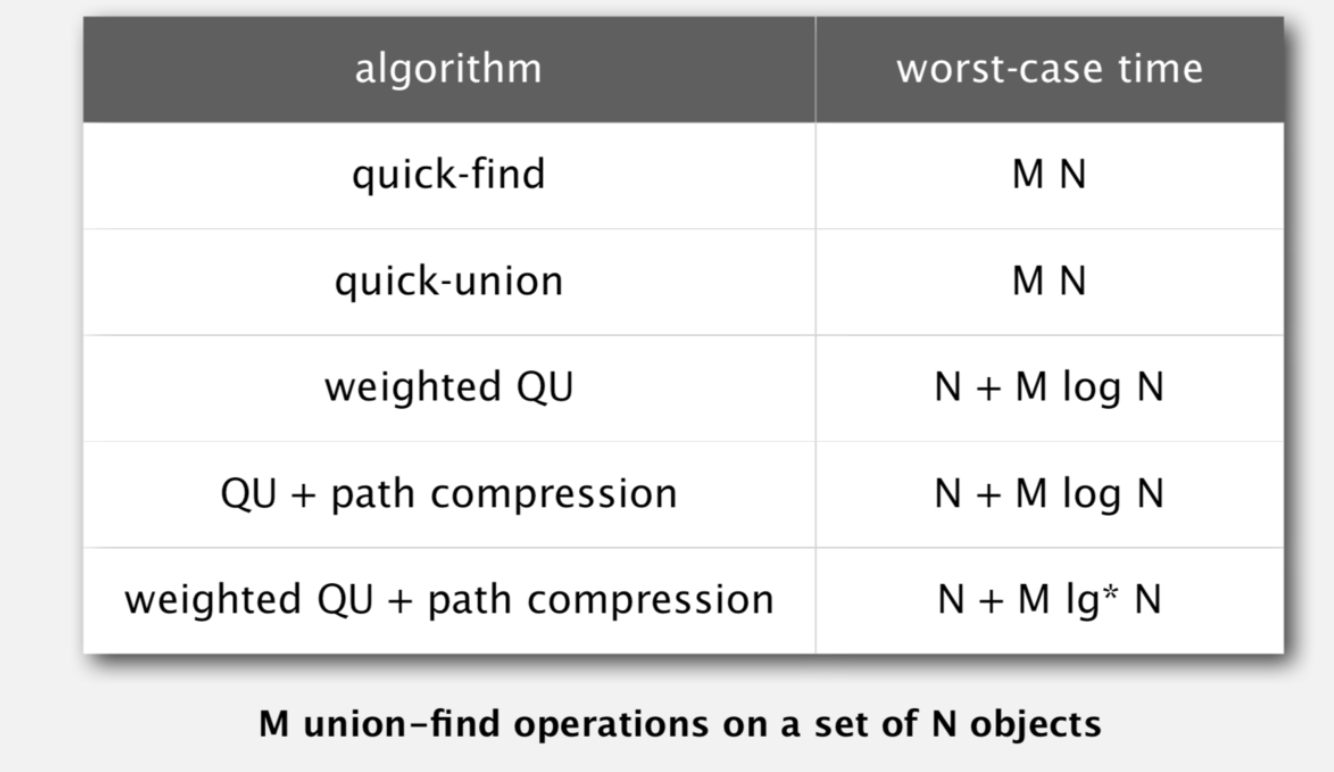 algorithm worst-case time
quick-find M N
quick-union M N
weighted QU N + M log N
QU + path compression N + M log N
weighted QU + path compression N + M lg* N
M union-find operations on a set of N objects